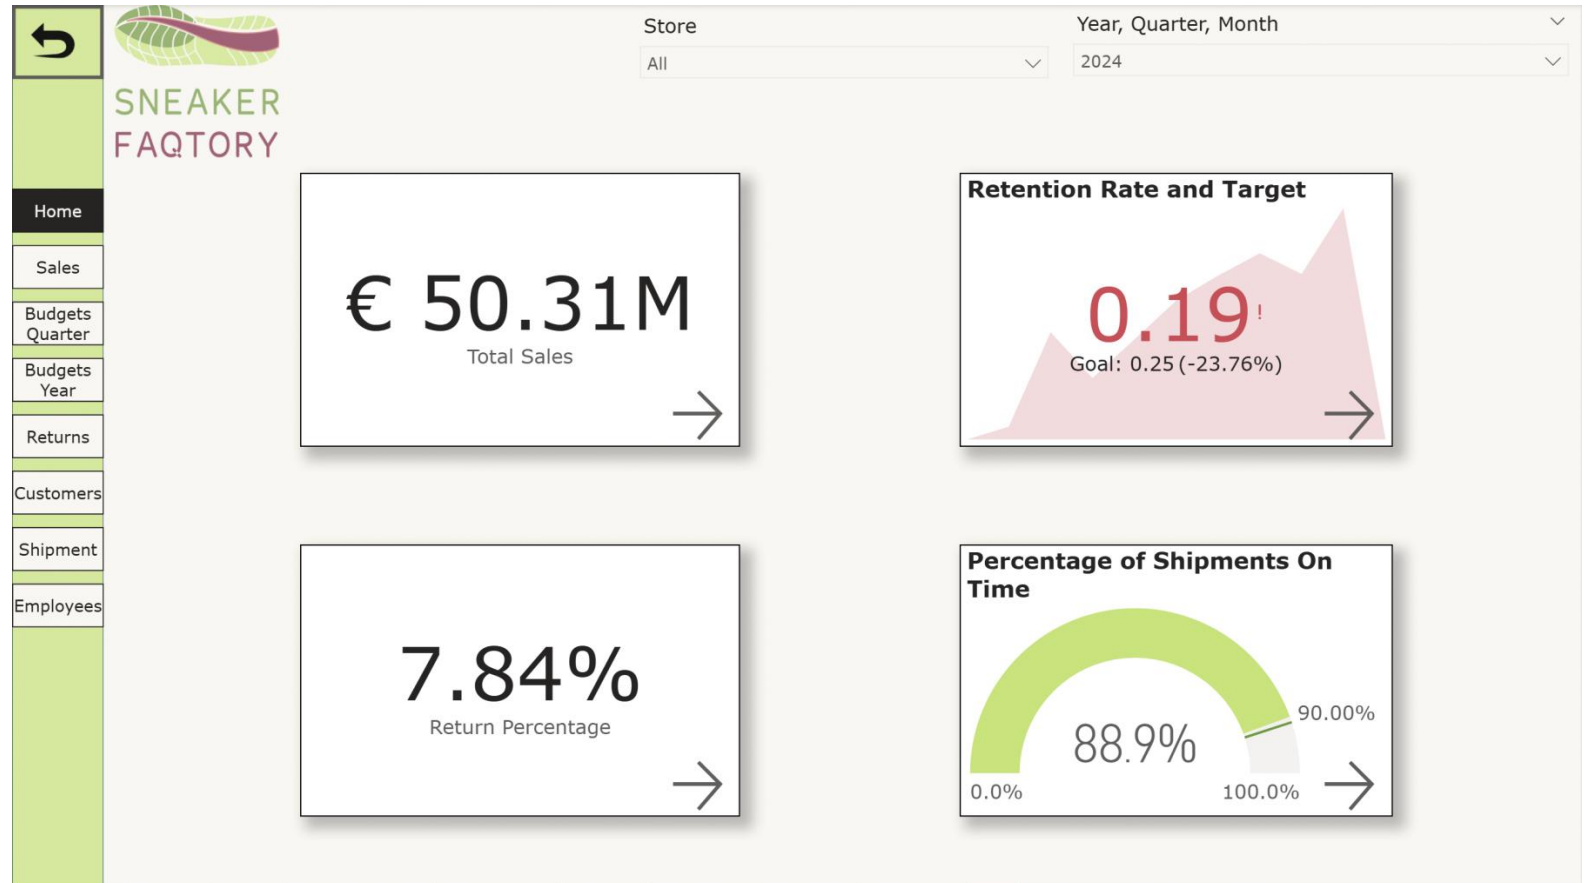 Store
Year, Quarter, Month
All
2024
SNEAKER
FAQTORY
Home
Sales
Budgets
Quarter
Budgets
Year
Returns
Customers
Shipment
Employees
€ 50.31M
Total Sales
Retention Rate and Target
0.19!
Goal: 0.25 (-23.76%)
7.84%
Return Percentage
Percentage of Shipments On
Time
90.00%
88.9%
0.0%
100.0%